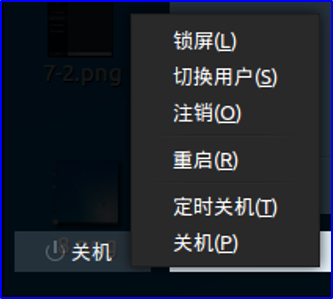 7-2.png
锁屏(L)
切换用户(S)
注销(O)
重启(R)
定时关机(T)
关机(P)
关机